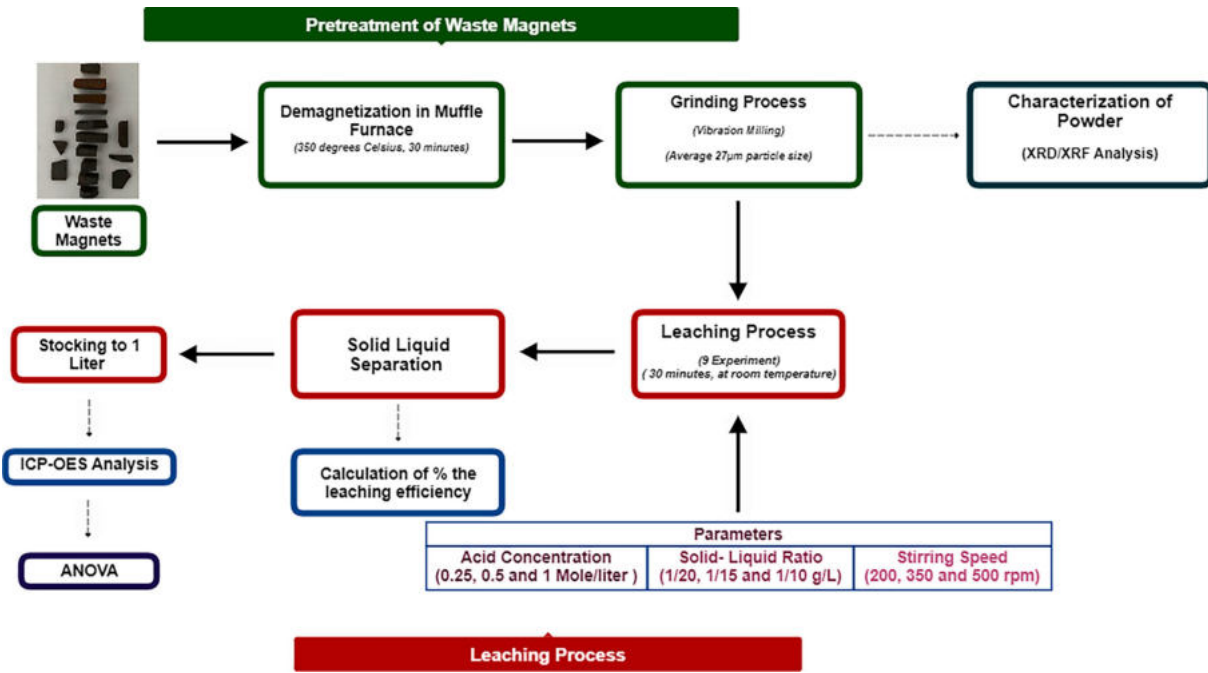 Pretreatment of Waste Magnets
Waste
Magnets
Demagnetization in Muffle
Furnace
(350 degrees Celsius, 30 minutes)
Grinding Process
(Vibration Milling)
(Average 27μm particle size)
Characterization of
Powder
(XRD/XRF Analysis)
Leaching Process
(9 Experiment)
( 30 minutes, at room temperature)
Solid Liquid
Separation
Stocking to 1
Liter
ICP-OES Analysis
Calculation of % the
leaching efficiency
ANOVA
Parameters
Acid Concentration
(0.25, 0.5 and 1 Mole/liter )
Solid- Liquid Ratio
(1/20, 1/15 and 1/10 g/L)
Stirring Speed
(200, 350 and 500 rpm)
Leaching Process